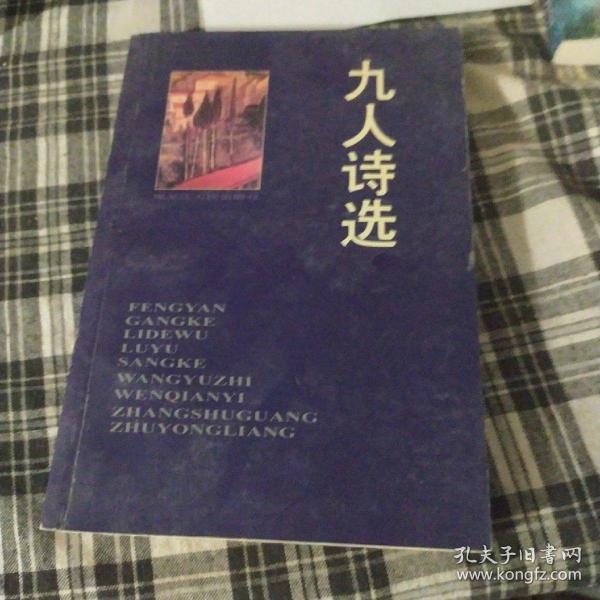 九人诗选
FENGYAN
GANGKE
LIDEWU
LUYU
SANGKE
WANGYUZHI
WENQIANYI
ZHANGSHUGUANG
ZHUYONGLIANG
孔夫子旧书网
www.kongfz.com